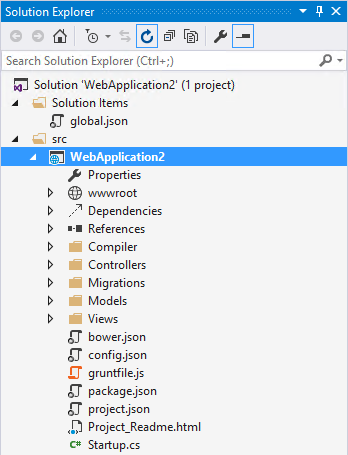 Solution Explorer
Search Solution Explorer (Ctrl+;)
Solution 'WebApplication2' (1 project)
Solution Items
global.json
src
WebApplication2
Properties
wwwroot
Dependencies
References
Compiler
Controllers
Migrations
Models
Views
bower.json
config.json
gruntfile.js
package.json
project.json
Project_Readme.html
C# Startup.cs